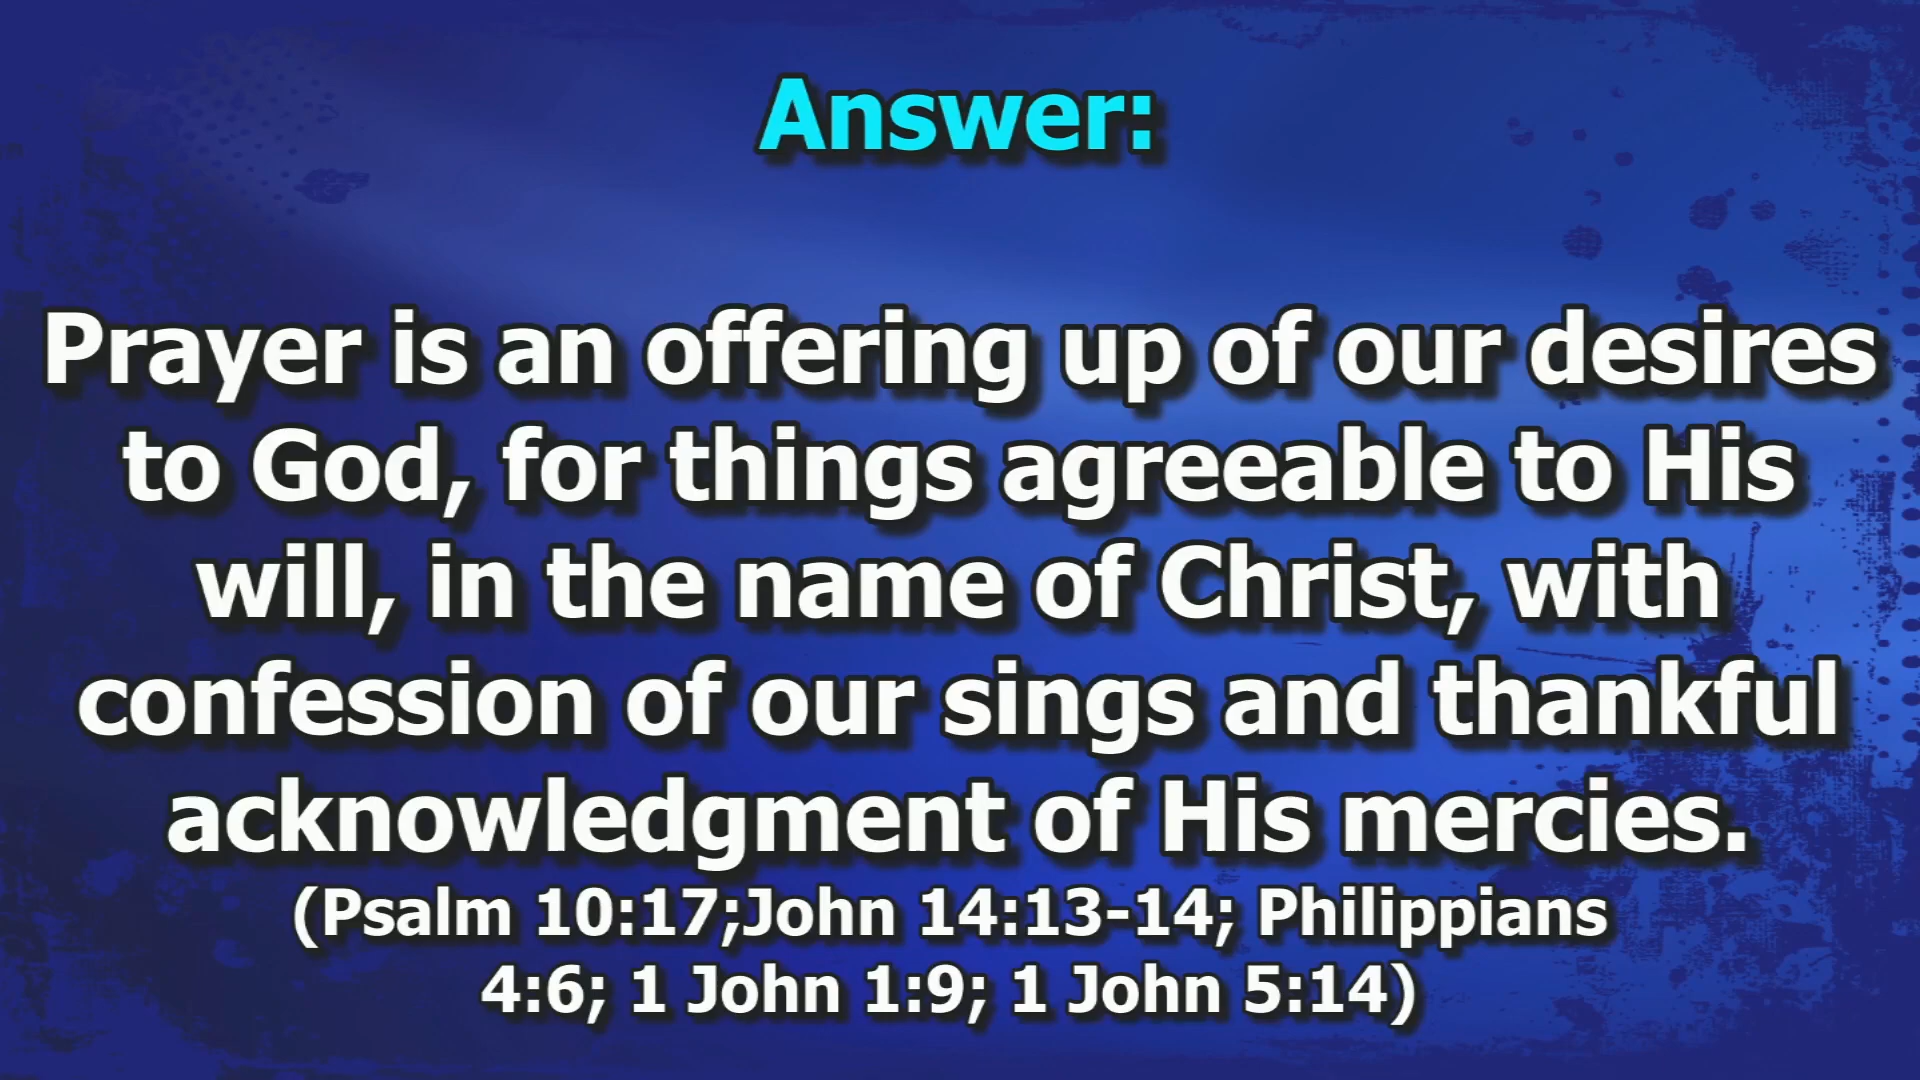 Answer:
Prayer is an offering up of our desires
to God, for things agreeable to His
will, in the name of Christ, with
confession of our sings and thankful
acknowledgment of His mercies.
(Psalm 10:17;John 14:13-14; Philippians
4:6; 1 John 1:9; 1 John 5:14)